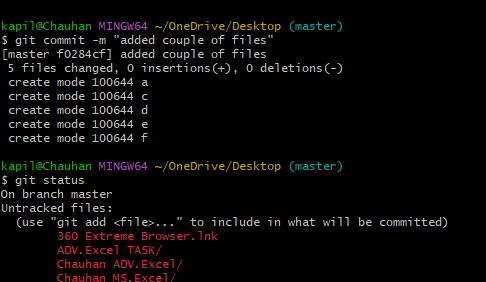 kapil@Chauhan MINGW64 ~/OneDrive/Desktop (master)
$ git commit -m "added couple of files"
[master f0284cf] added couple of files
5 files changed, 0 insertions(+), 0 deletions(-)
create mode 100644 a
create mode 100644 c
create mode 100644 d
create mode 100644 e
create mode 100644 f
kapil@Chauhan MINGW64 ~/OneDrive/Desktop (master)
$ git status
On branch master
Untracked files:
(use "git add <file>..." to include in what will be committed)
360 Extreme Browser.lnk
ADV.Excel TASK/
Chauhan ADV.Excel/
Chauhan MS.Excel/